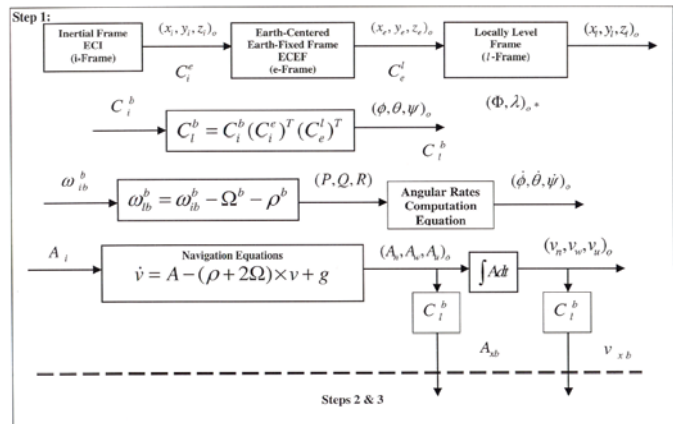 Step 1:
Inertial Frame
ECI
(i-Frame)
(x_i, y_i, z_i)_o
C_i^e
Earth-Centered
Earth-Fixed Frame
ECEF
(e-Frame)
(x_e, y_e, z_e)_o
C_e^l
Locally Level
Frame
(l-Frame)
(x_l, y_l, z_l)_o
C_i^b
C_l^b = C_i^b (C_i^e)^T (C_e^l)^T
(ϕ, θ, ψ)_o
C_l^b
(Φ, λ)_o *
ω_ib^b
ω_lb^b = ω_ib^b − Ω^b − ρ^b
(P, Q, R)
Angular Rates
Computation
Equation
(ϕ̇, θ̇, ψ̇)_o
A_i
Navigation Equations
v̇ = A − (ρ + 2Ω) × v + g
(A_n, A_w, A_u)_o
∫ A dt
(v_n, v_w, v_u)_o
C_l^b
C_l^b
A_xb
v_xb
Steps 2 & 3